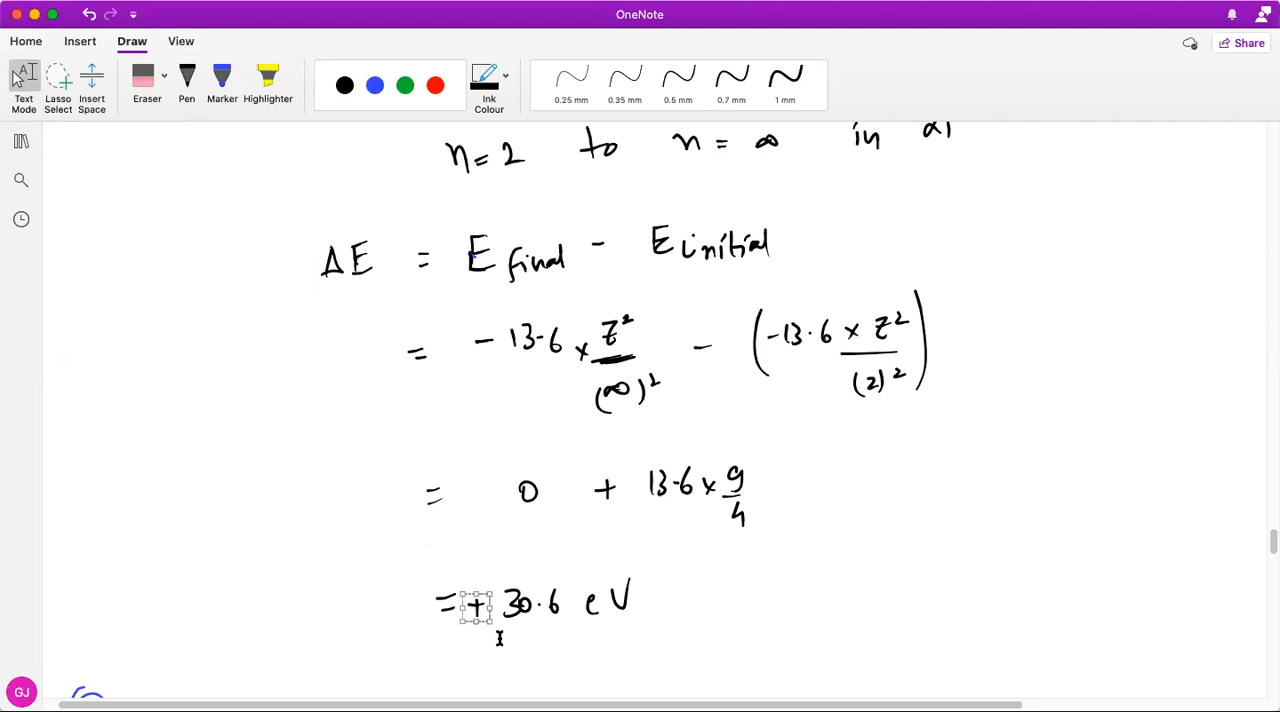 OneNote
Home Insert Draw View Share
Text Mode Lasso Select Insert Space Eraser Pen Marker Highlighter Ink Colour 0.25 mm 0.35 mm 0.5 mm 0.7 mm 1 mm
n=2 to n = ∞ in
ΔE = E final - E initial
= - 13.6 x Z²/(∞)² - (-13.6 x Z²/(2)²)
= 0 + 13.6 x 9/4
= + 30.6 eV
GJ